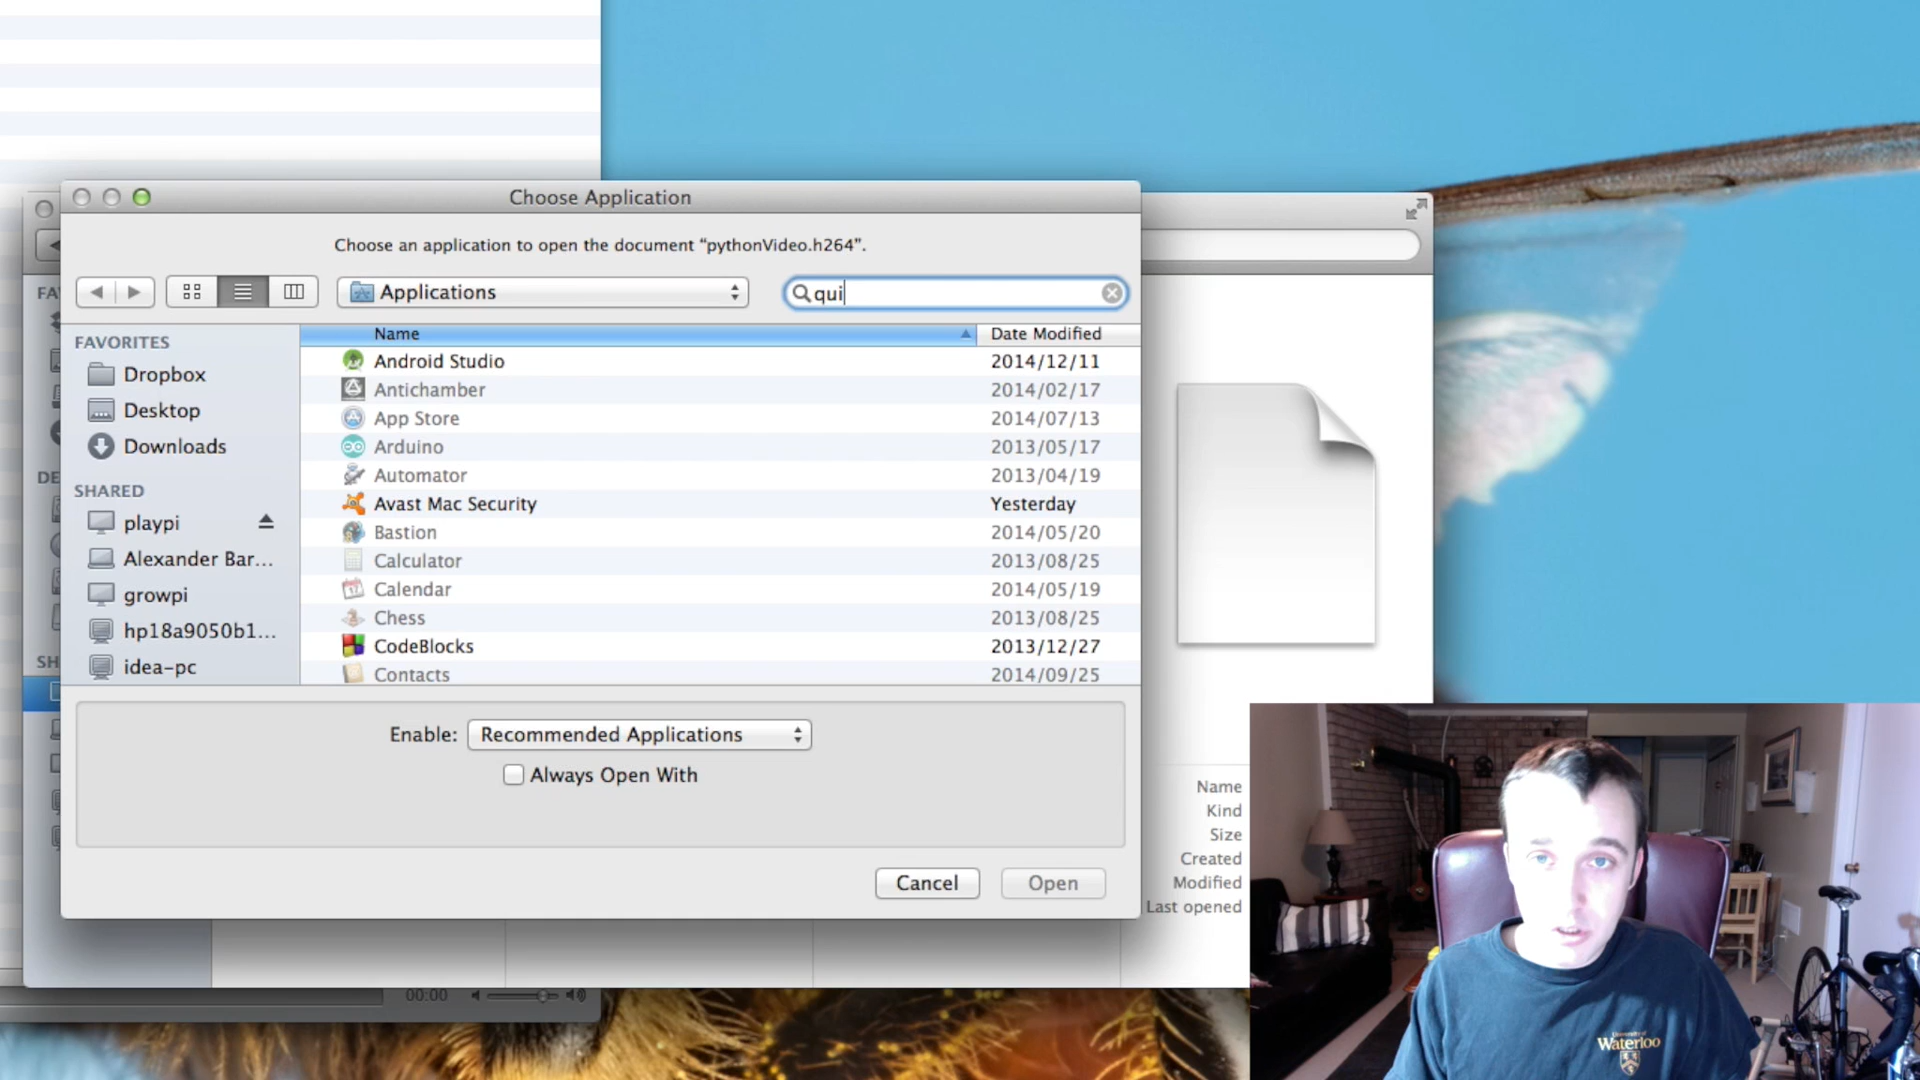 Choose Application
Choose an application to open the document “pythonVideo.h264”.
Applications
qui
FA
FAVORITES
Dropbox
Desktop
Downloads
DE
SHARED
playpi
Alexander Bar...
growpi
hp18a9050b1...
idea-pc
SH
Name Date Modified
Android Studio 2014/12/11
Antichamber 2014/02/17
App Store 2014/07/13
Arduino 2013/05/17
Automator 2013/04/19
Avast Mac Security Yesterday
Bastion 2014/05/20
Calculator 2013/08/25
Calendar 2014/05/19
Chess 2013/08/25
CodeBlocks 2013/12/27
Contacts 2014/09/25
Enable: Recommended Applications
Always Open With
Cancel Open
Name
Kind
Size
Created
Modified
Last opened
00:00
University of
Waterloo